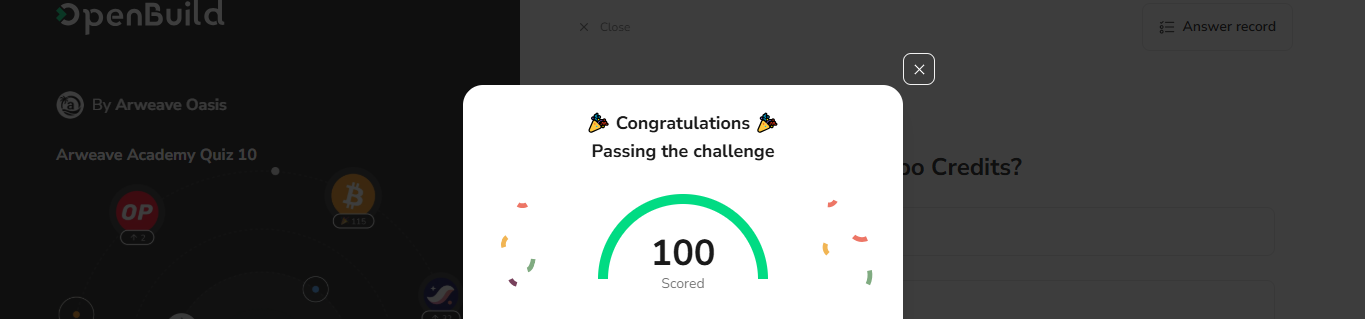 OpenBuild
Close
Answer record
By Arweave Oasis
Arweave Academy Quiz 10
Congratulations
Passing the challenge
Credits?
OP
2
115
100
Scored